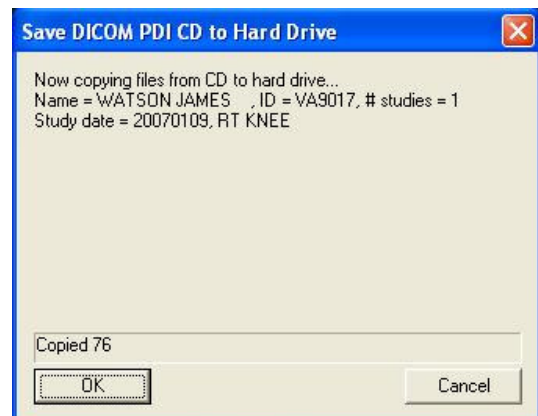 Save DICOM PDI CD to Hard Drive
Now copying files from CD to hard drive...
Name = WATSON JAMES    , ID = VA9017, # studies = 1
Study date = 20070109, RT KNEE
Copied 76
OK
Cancel